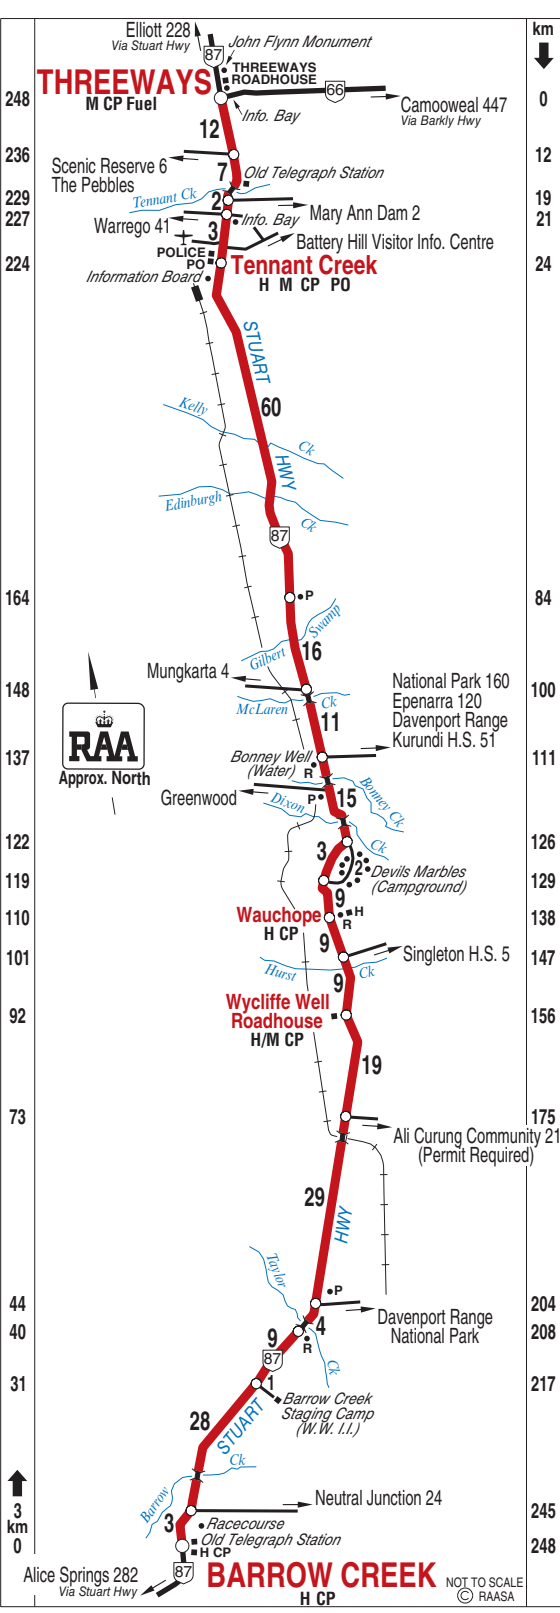 Elliott 228
Via Stuart Hwy
km
87
John Flynn Monument
THREEWAYS
ROADHOUSE
THREEWAYS
M CP Fuel
66
248
0
Camooweal 447
Via Barkly Hwy
Info. Bay
12
236
12
Scenic Reserve 6
The Pebbles
7
Old Telegraph Station
Tennant Ck
229
2
19
227
21
Mary Ann Dam 2
Warrego 41
Info. Bay
3
Battery Hill Visitor Info. Centre
POLICE
PO
224
Tennant Creek
24
H M CP PO
Information Board
STUART
60
Kelly
Ck
HWY
Edinburgh
Ck
87
164
P
84
Swamp
Gilbert
16
Mungkarta 4
148
100
McLaren
Ck
11
National Park 160
Epenarra 120
Davenport Range
Kurundi H.S. 51
RAA
Approx. North
137
Bonney Well
(Water)
R
111
Greenwood
P
15
Bonney Ck
Dixon
Ck
122
126
3
2
Devils Marbles
(Campground)
119
129
9
110
Wauchope
H
R
138
H CP
9
101
Singleton H.S. 5
147
Hurst
Ck
9
92
Wycliffe Well
Roadhouse
H/M CP
156
19
73
175
Ali Curung Community 21
(Permit Required)
29
HWY
Taylor
P
44
204
4
Davenport Range
National Park
40
208
R
9
87
Ck
31
1
217
Barrow Creek
Staging Camp
(W.W. I.I.)
28
STUART
Ck
Barrow
Neutral Junction 24
3
km
245
3
Racecourse
Old Telegraph Station
H CP
0
248
Alice Springs 282
Via Stuart Hwy
87
BARROW CREEK
H CP
NOT TO SCALE
© RAASA